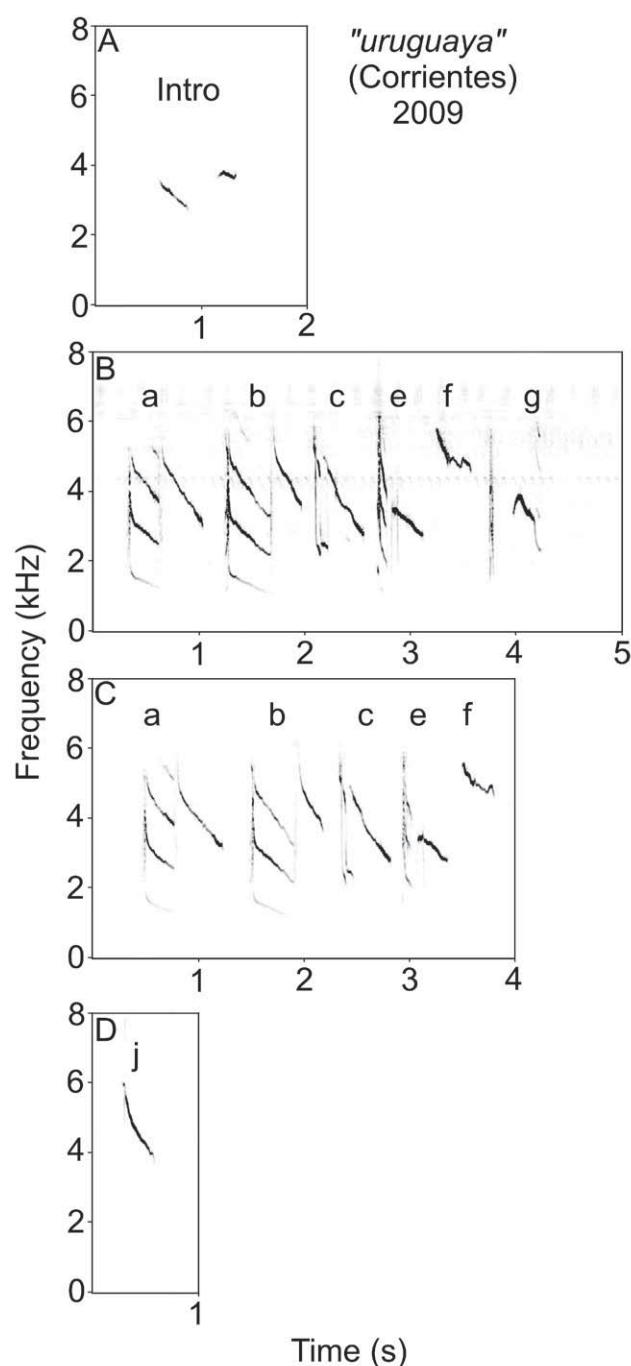 A
Intro
"uruguaya"
(Corrientes)
2009
8
6
4
2
0
1 2
B
a b c e f g
8
6
4
2
0
1 2 3 4 5
C
a b c e f
8
6
4
2
0
1 2 3 4
D
j
8
6
4
2
0
1
Frequency (kHz)
Time (s)